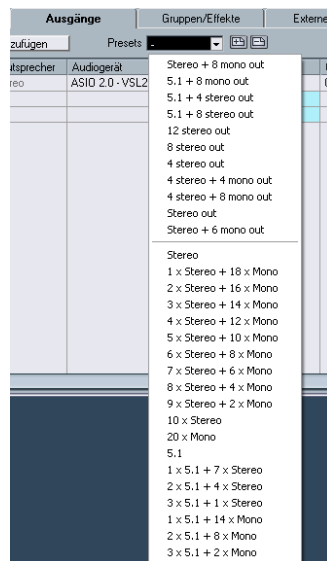 Ausgänge Gruppen/Effekte Externe
zufügen Presets -
utsprecher Audiogerät
reo ASIO 2.0 - VSL2
Stereo + 8 mono out
5.1 + 8 mono out
5.1 + 4 stereo out
5.1 + 8 stereo out
12 stereo out
8 stereo out
4 stereo out
4 stereo + 4 mono out
4 stereo + 8 mono out
Stereo out
Stereo + 6 mono out
Stereo
1 x Stereo + 18 x Mono
2 x Stereo + 16 x Mono
3 x Stereo + 14 x Mono
4 x Stereo + 12 x Mono
5 x Stereo + 10 x Mono
6 x Stereo + 8 x Mono
7 x Stereo + 6 x Mono
8 x Stereo + 4 x Mono
9 x Stereo + 2 x Mono
10 x Stereo
20 x Mono
5.1
1 x 5.1 + 7 x Stereo
2 x 5.1 + 4 x Stereo
3 x 5.1 + 1 x Stereo
1 x 5.1 + 14 x Mono
2 x 5.1 + 8 x Mono
3 x 5.1 + 2 x Mono